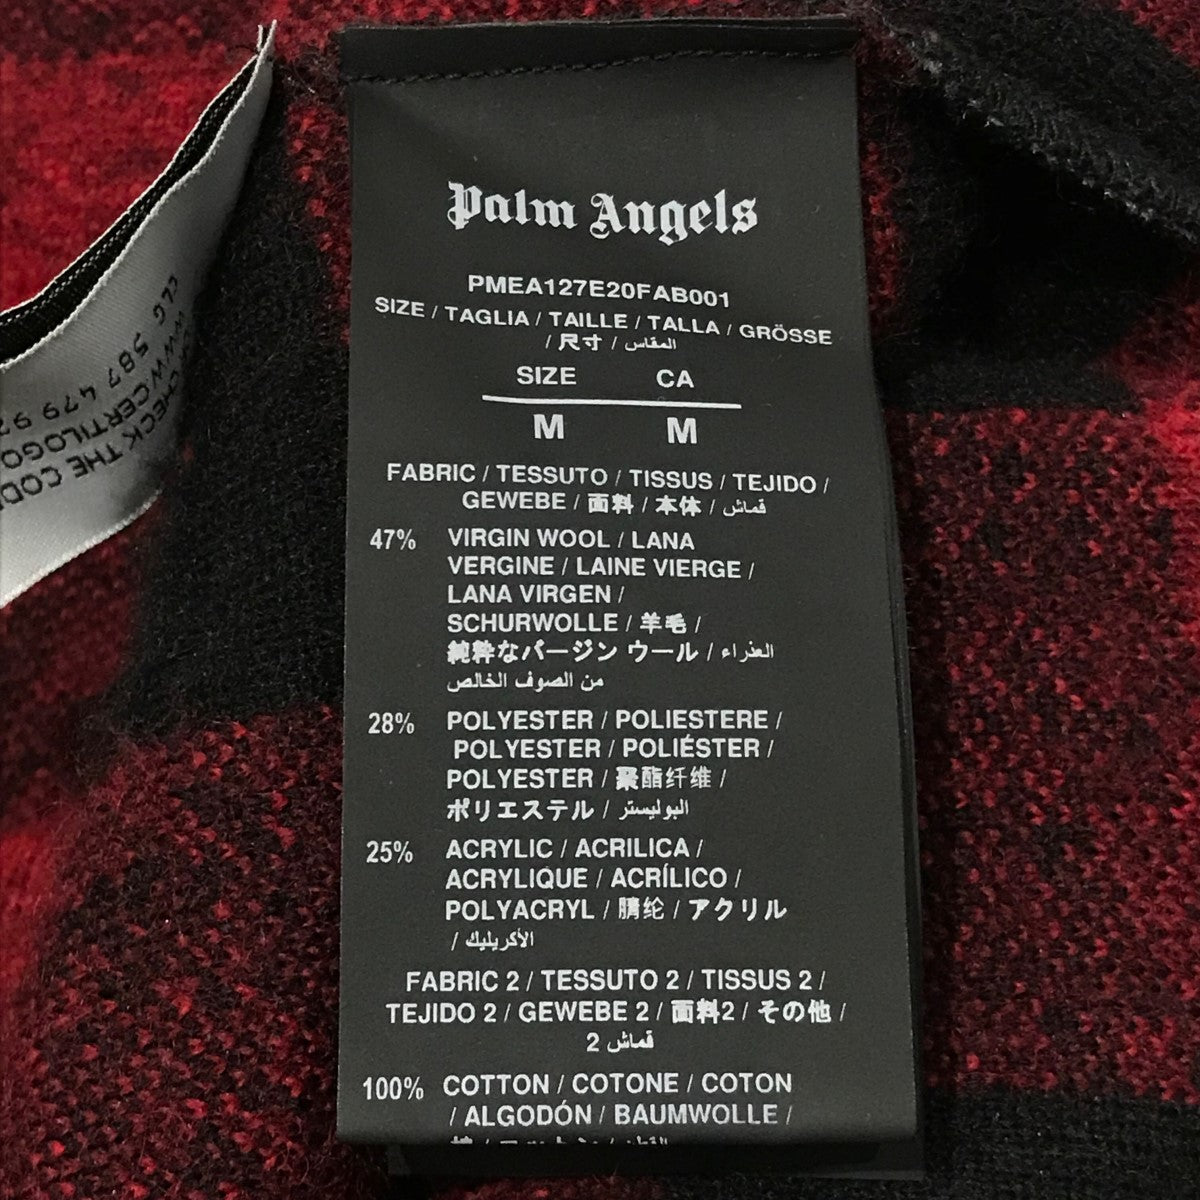 Palm Angels
PMEA127E20FAB001
SIZE / TAGLIA / TAILLE / TALLA / GRÖSSE
/ 尺寸 / المقاس
SIZE CA
M M
FABRIC / TESSUTO / TISSUS / TEJIDO /
GEWEBE / 面料 / 本体 / قماش
47% VIRGIN WOOL / LANA
VERGINE / LAINE VIERGE /
LANA VIRGEN /
SCHURWOLLE / 羊毛 /
純粋なバージン ウール / العذراء
من الصوف الخالص
28% POLYESTER / POLIESTERE /
POLYESTER / POLIÉSTER /
POLYESTER / 聚酯纤维 /
ポリエステル / البوليستر
25% ACRYLIC / ACRILICA /
ACRYLIQUE / ACRÍLICO /
POLYACRYL / 腈纶 / アクリル
/ الأكريليك
FABRIC 2 / TESSUTO 2 / TISSUS 2 /
TEJIDO 2 / GEWEBE 2 / 面料2 / その他 /
قماش 2
100% COTTON / COTONE / COTON
/ ALGODÓN / BAUMWOLLE /
CLG 587 479 92
WWW.CERTILOGO
CHECK THE COD